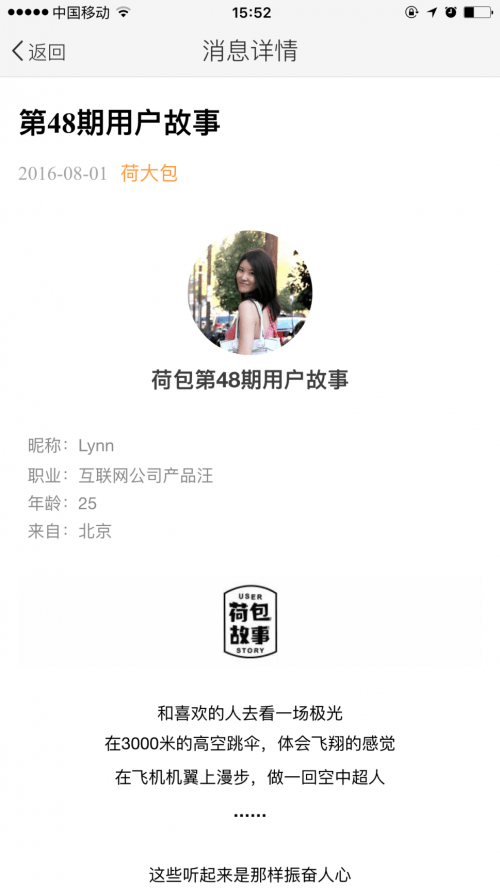 中国移动 15:52
返回 消息详情
第48期用户故事
2016-08-01 荷大包
荷包第48期用户故事
昵称：Lynn
职业：互联网公司产品汪
年龄：25
来自：北京
USER
荷包
故事
STORY
和喜欢的人去看一场极光
在3000米的高空跳伞，体会飞翔的感觉
在飞机机翼上漫步，做一回空中超人
······
这些听起来是那样振奋人心